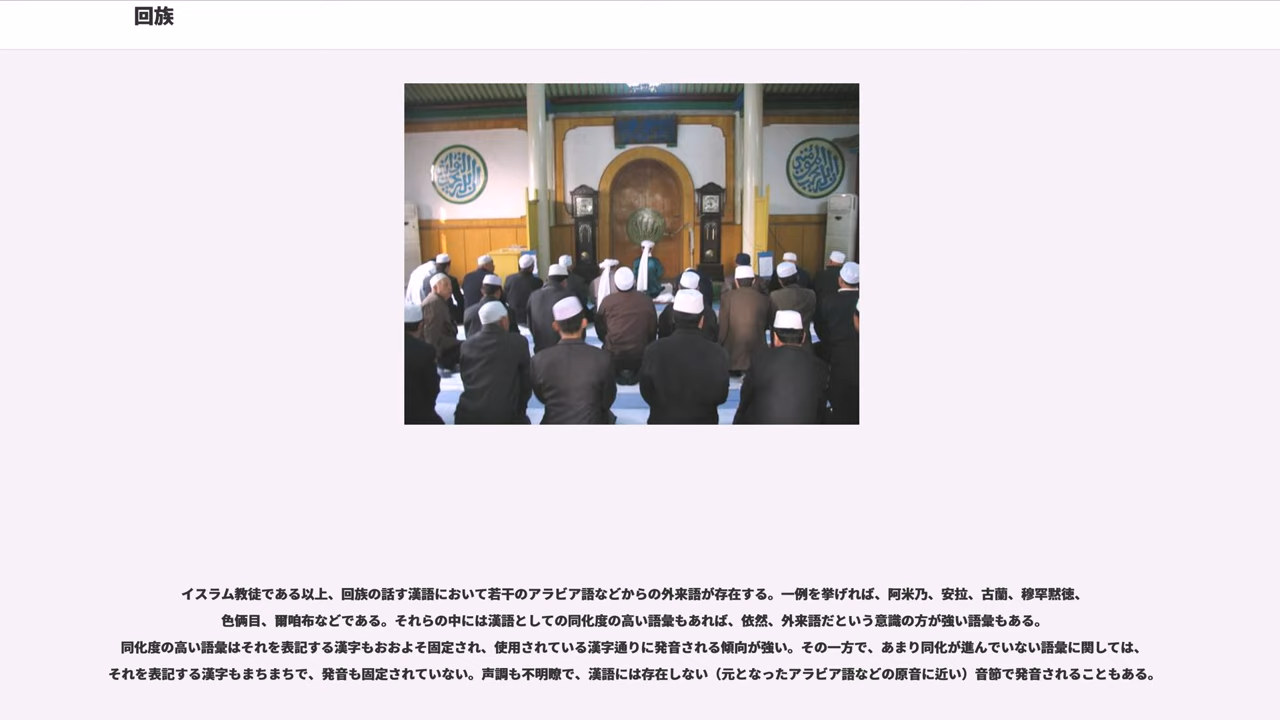 回族
イスラム教徒である以上、回族の話す漢語において若干のアラビア語などからの外来語が存在する。一例を挙げれば、阿米乃、安拉、古蘭、穆罕黙徳、
色俩目、爾咱布などである。それらの中には漢語としての同化度の高い語彙もあれば、依然、外来語だという意識の方が強い語彙もある。
同化度の高い語彙はそれを表記する漢字もおおよそ固定され、使用されている漢字通りに発音される傾向が強い。その一方で、あまり同化が進んでいない語彙に関しては、
それを表記する漢字もまちまちで、発音も固定されていない。声調も不明瞭で、漢語には存在しない（元となったアラビア語などの原音に近い）音節で発音されることもある。